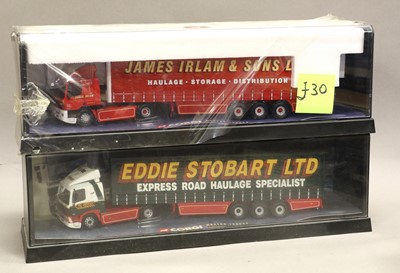 JAMES IRLAM & SONS L
HAULAGE · STORAGE · DISTRIBUTION
£30
EDDIE STOBART LTD
EXPRESS ROAD HAULAGE SPECIALIST
CORGI